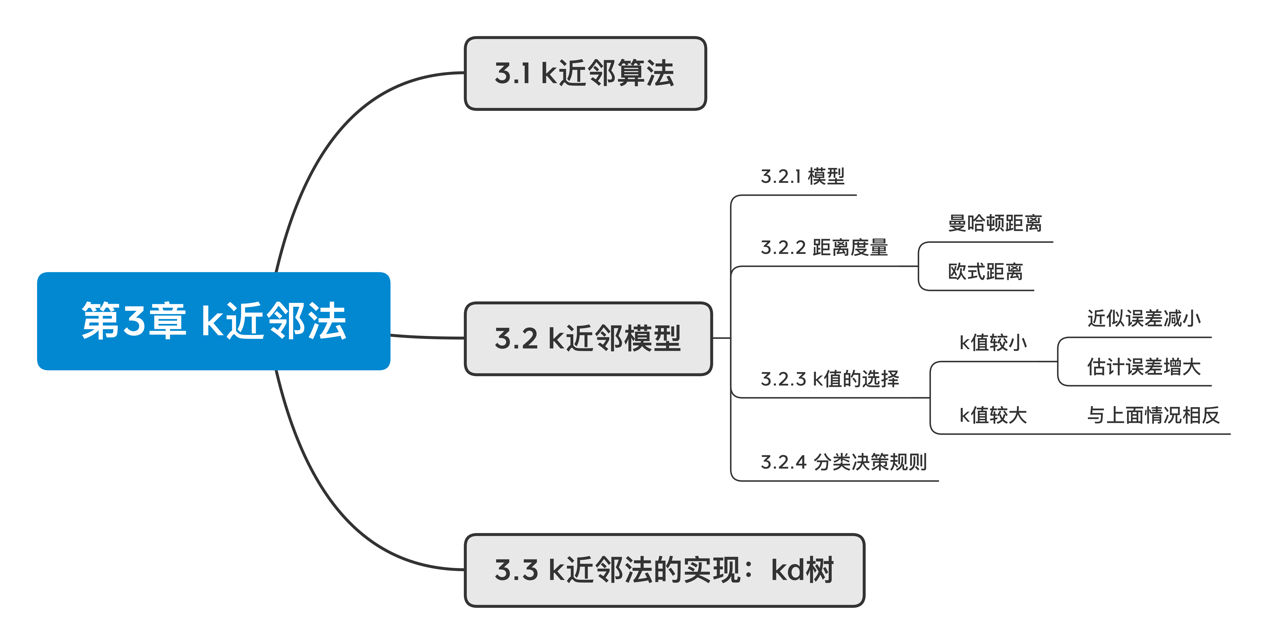 第3章 k近邻法
3.1 k近邻算法
3.2 k近邻模型
3.2.1 模型
3.2.2 距离度量
曼哈顿距离
欧式距离
3.2.3 k值的选择
k值较小
近似误差减小
估计误差增大
k值较大
与上面情况相反
3.2.4 分类决策规则
3.3 k近邻法的实现：kd树